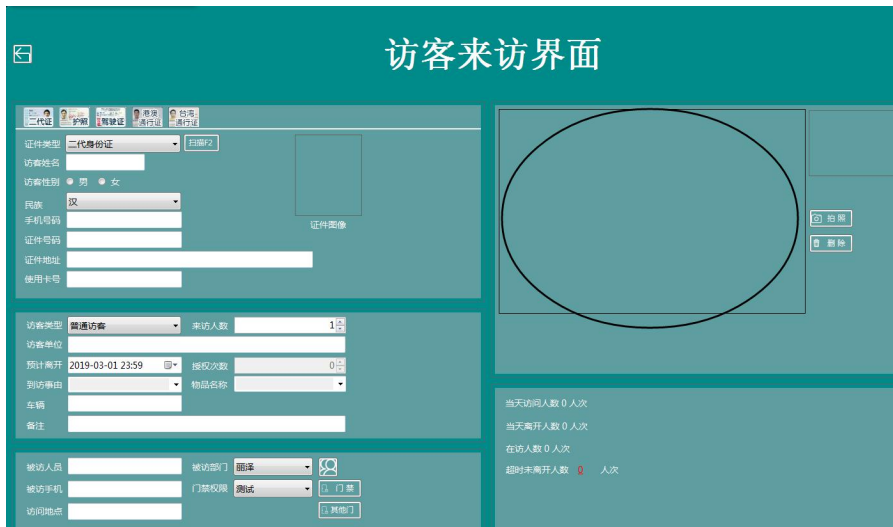 访客来访界面
二代证 护照 驾驶证 港澳通行证 台湾通行证
证件类型 二代身份证 扫描F2
访客姓名
访客性别 男 女
民族 汉
手机号码
证件图像
证件号码
证件地址
使用卡号
访客类型 普通访客 来访人数 1
访客单位
预计离开 2019-03-01 23:59 授权次数 0
到访事由 物品名称
车辆
备注
被访人员 被访部门 丽泽
被访手机 门禁权限 测试 门禁
访问地点 其他门
拍照
删除
当天访问人数 0 人次
当天离开人数 0 人次
在访人数 0 人次
超时未离开人数 0 人次